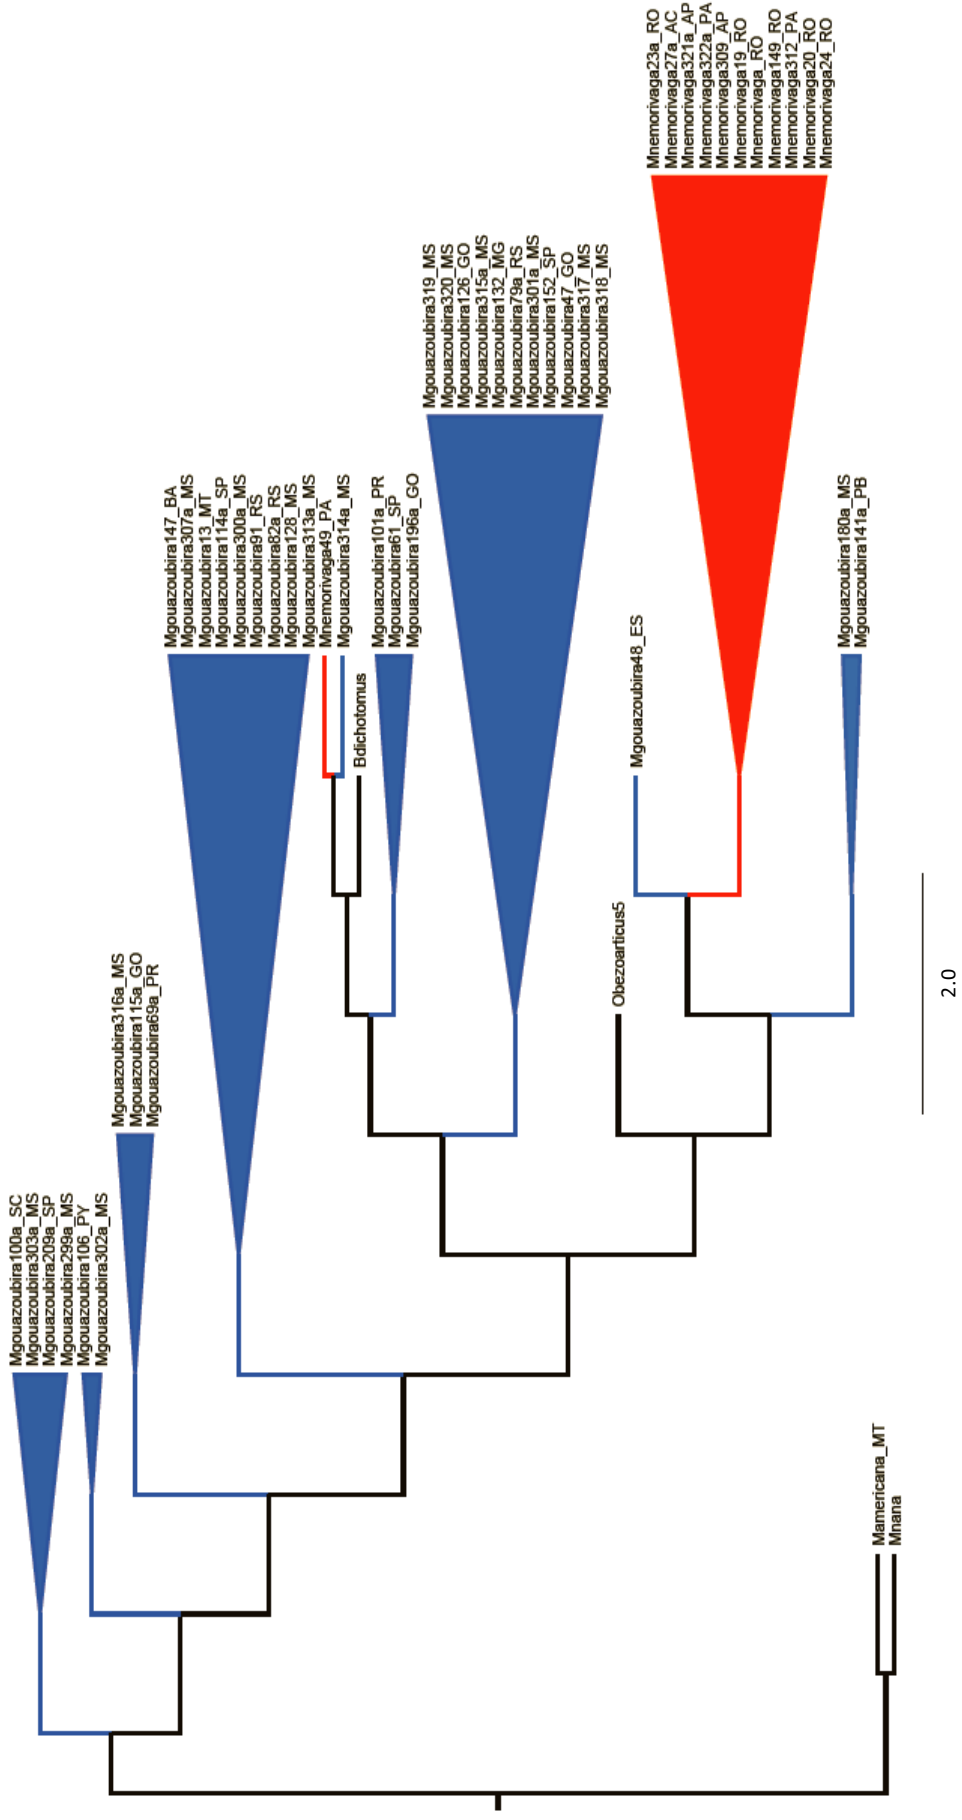 Mgouazoubira100a_SC
Mgouazoubira303a_MS
Mgouazoubira209a_SP
Mgouazoubira299a_MS
Mgouazoubira106_PY
Mgouazoubira302a_MS
Mgouazoubira316a_MS
Mgouazoubira115a_GO
Mgouazoubira69a_PR
Mgouazoubira147_BA
Mgouazoubira307a_MS
Mgouazoubira13_MT
Mgouazoubira114a_SP
Mgouazoubira300a_MS
Mgouazoubira91_RS
Mgouazoubira82a_RS
Mgouazoubira128_MS
Mgouazoubira313a_MS
Mnemorivaga49_PA
Mgouazoubira314a_MS
Bdichotomus
Mgouazoubira101a_PR
Mgouazoubira61_SP
Mgouazoubira196a_GO
Mgouazoubira319_MS
Mgouazoubira320_MS
Mgouazoubira126_GO
Mgouazoubira315a_MS
Mgouazoubira132_MG
Mgouazoubira79a_RS
Mgouazoubira301a_MS
Mgouazoubira152_SP
Mgouazoubira47_GO
Mgouazoubira317_MS
Mgouazoubira318_MS
Obezoarticus5
Mgouazoubira48_ES
Mnemorivaga23a_RO
Mnemorivaga27a_AC
Mnemorivaga321a_AP
Mnemorivaga322a_PA
Mnemorivaga309_AP
Mnemorivaga19_RO
Mnemorivaga_RO
Mnemorivaga149_RO
Mnemorivaga312_PA
Mnemorivaga20_RO
Mnemorivaga24_RO
Mgouazoubira180a_MS
Mgouazoubira141a_PB
Mamericana_MT
Mnana
2.0